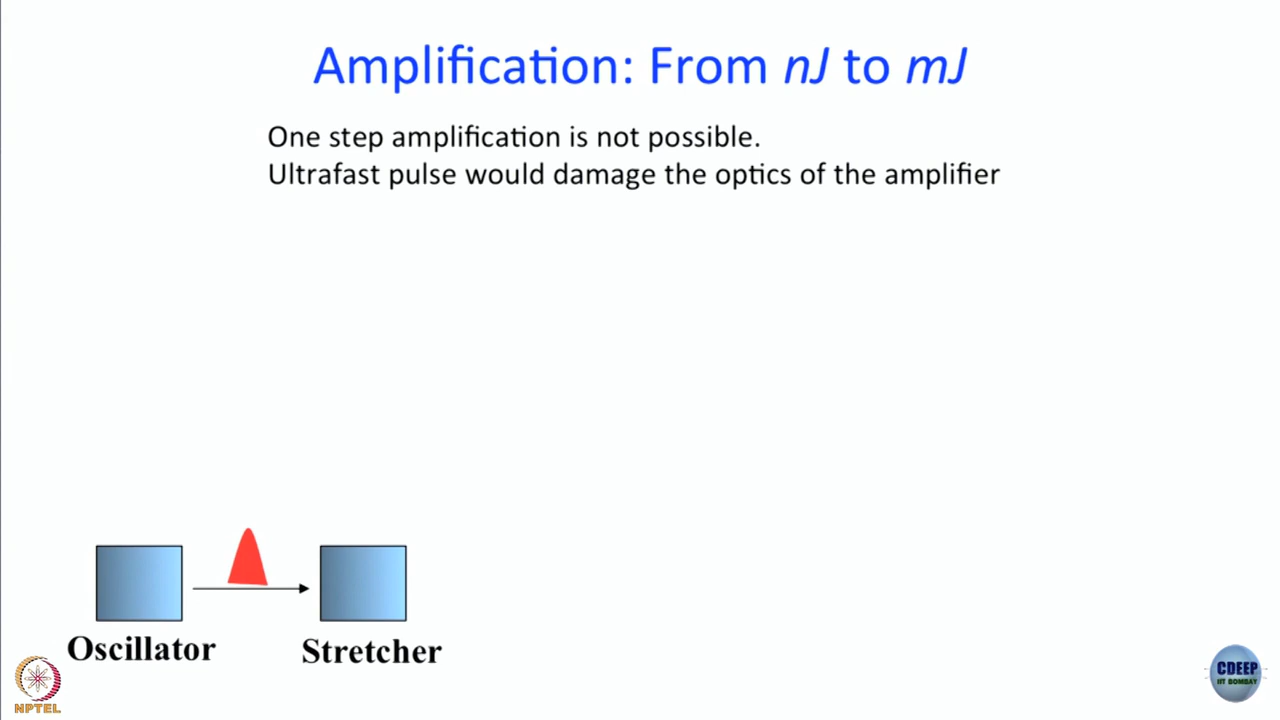 Amplification: From nJ to mJ
One step amplification is not possible.
Ultrafast pulse would damage the optics of the amplifier
Oscillator
Stretcher
NPTEL
CDEEP
IIT BOMBAY